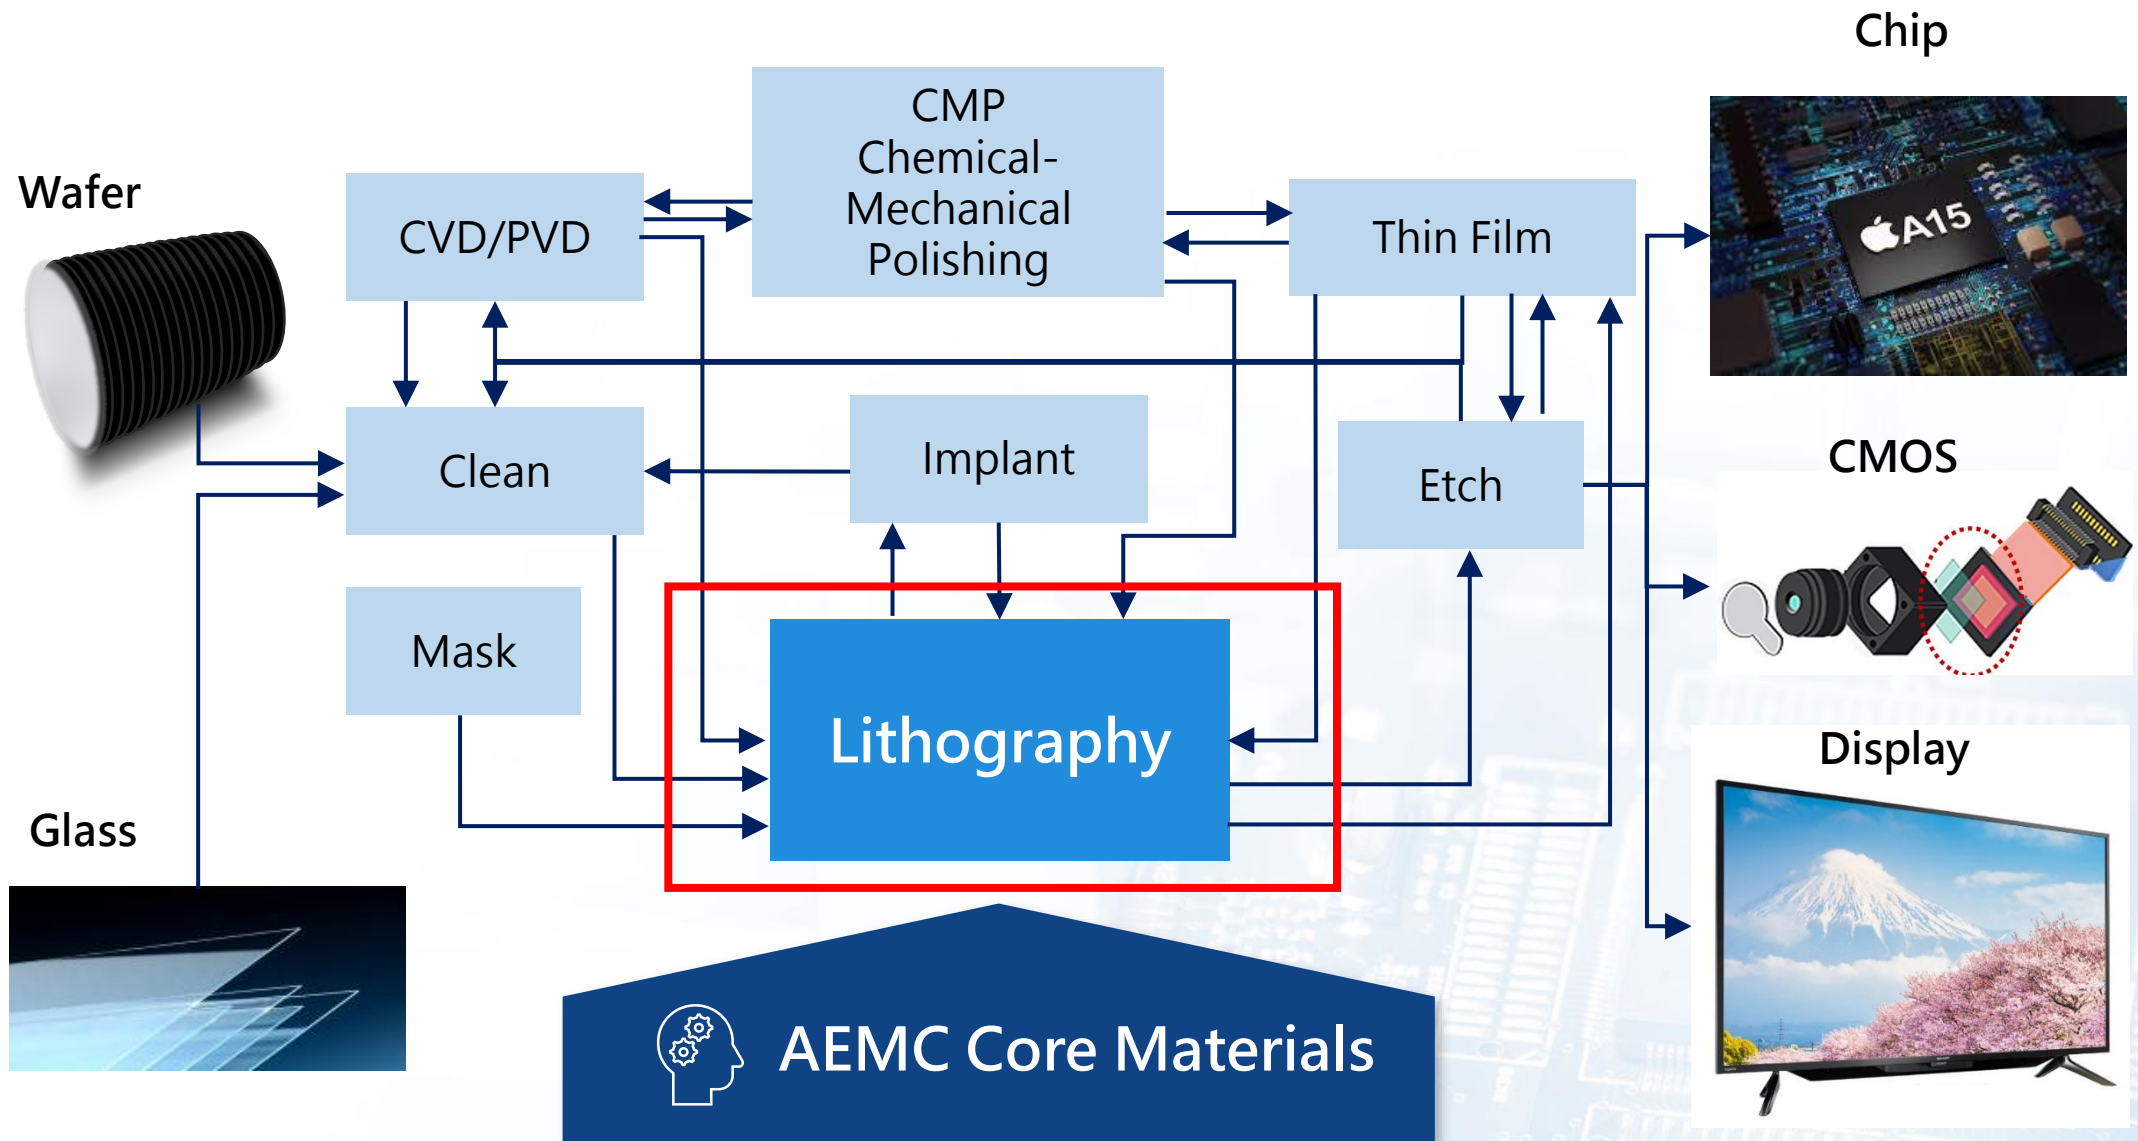 Chip
CMP
Chemical-
Mechanical
Polishing
Wafer
CVD/PVD
Thin Film
A15
CMOS
Clean
Implant
Etch
Mask
Lithography
Display
Glass
AEMC Core Materials